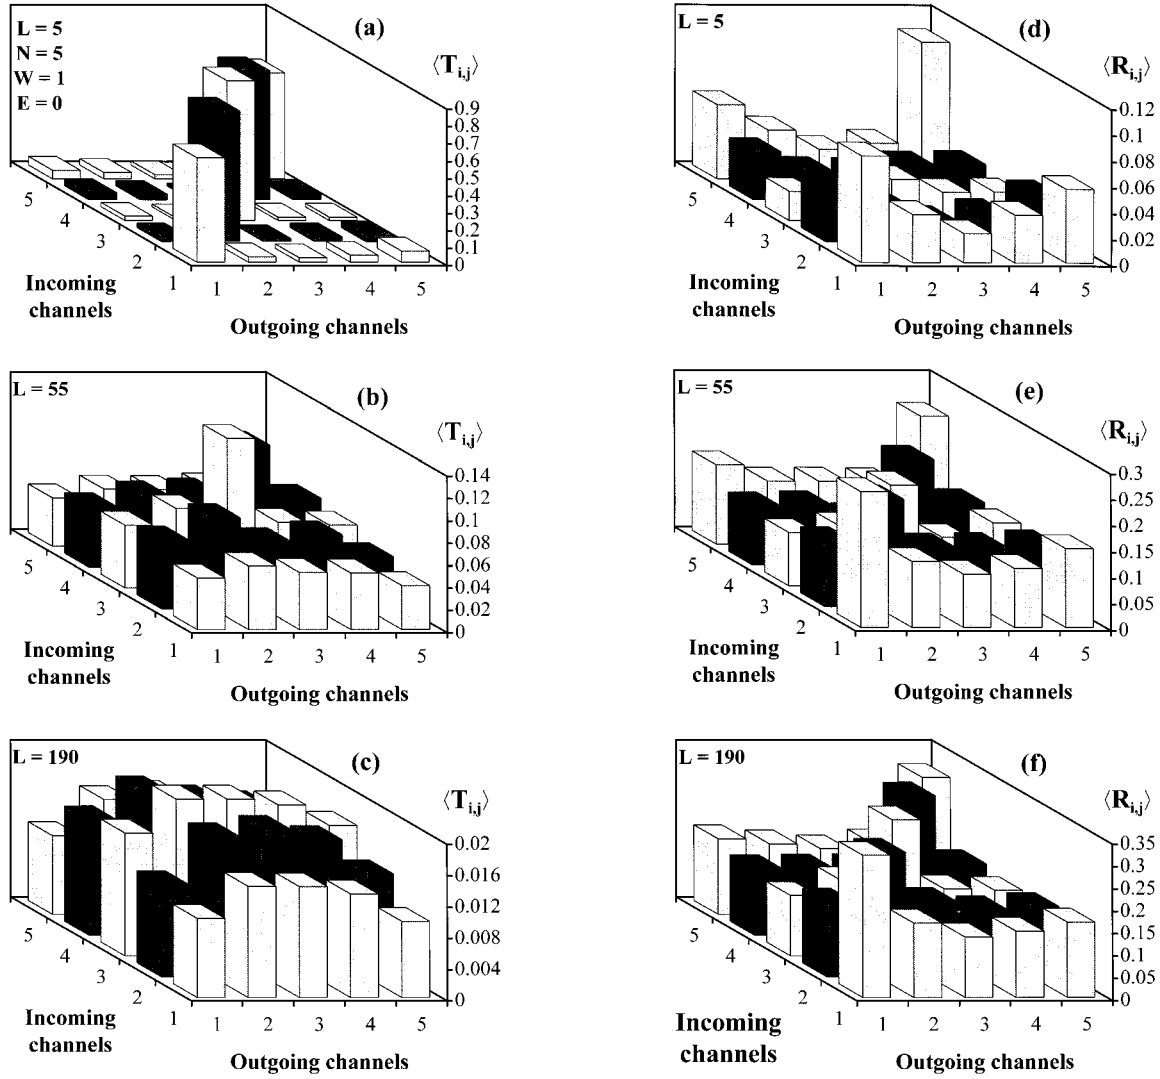 L = 5
N = 5
W = 1
E = 0
(a)
⟨T_{i,j}⟩
0.9
0.8
0.7
0.6
0.5
0.4
0.3
0.2
0.1
0
5
4
3
2
1
1 2 3 4 5
Incoming
channels
Outgoing channels
L = 5
(d)
⟨R_{i,j}⟩
0.12
0.1
0.08
0.06
0.04
0.02
0
5
4
3
2
1
1 2 3 4 5
Incoming
channels
Outgoing channels
L = 55
(b)
⟨T_{i,j}⟩
0.14
0.12
0.1
0.08
0.06
0.04
0.02
0
5
4
3
2
1
1 2 3 4 5
Incoming
channels
Outgoing channels
L = 55
(e)
⟨R_{i,j}⟩
0.3
0.25
0.2
0.15
0.1
0.05
0
5
4
3
2
1
1 2 3 4 5
Incoming
channels
Outgoing channels
L = 190
(c)
⟨T_{i,j}⟩
0.02
0.016
0.012
0.008
0.004
0
5
4
3
2
1
1 2 3 4 5
Incoming
channels
Outgoing channels
L = 190
(f)
⟨R_{i,j}⟩
0.35
0.3
0.25
0.2
0.15
0.1
0.05
0
5
4
3
2
1
1 2 3 4 5
Incoming
channels
Outgoing channels